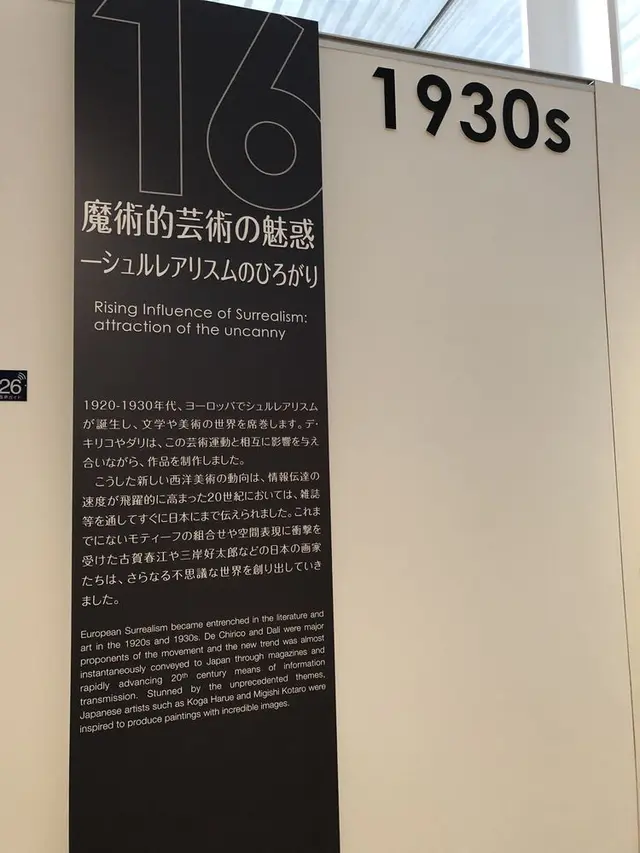 16
1930s
魔術的芸術の魅惑
―シュルレアリスムのひろがり
Rising Influence of Surrealism:
attraction of the uncanny
26
音声ガイド
1920-1930年代、ヨーロッパでシュルレアリスム
が誕生し、文学や美術の世界を席巻します。デ・
キリコやダリは、この芸術運動と相互に影響を与え
合いながら、作品を制作しました。
こうした新しい西洋美術の動向は、情報伝達の
速度が飛躍的に高まった20世紀においては、雑誌
等を通してすぐに日本にまで伝えられました。これま
でにないモティーフの組合せや空間表現に衝撃を
受けた古賀春江や三岸好太郎などの日本の画家
たちは、さらなる不思議な世界を創り出していき
ました。
European Surrealism became entrenched in the literature and
art in the 1920s and 1930s. De Chirico and Dali were major
proponents of the movement and the new trend was almost
instantaneously conveyed to Japan through magazines and
rapidly advancing 20th century means of information
transmission. Stunned by the unprecedented themes,
Japanese artists such as Koga Harue and Migishi Kotaro were
inspired to produce paintings with incredible images.